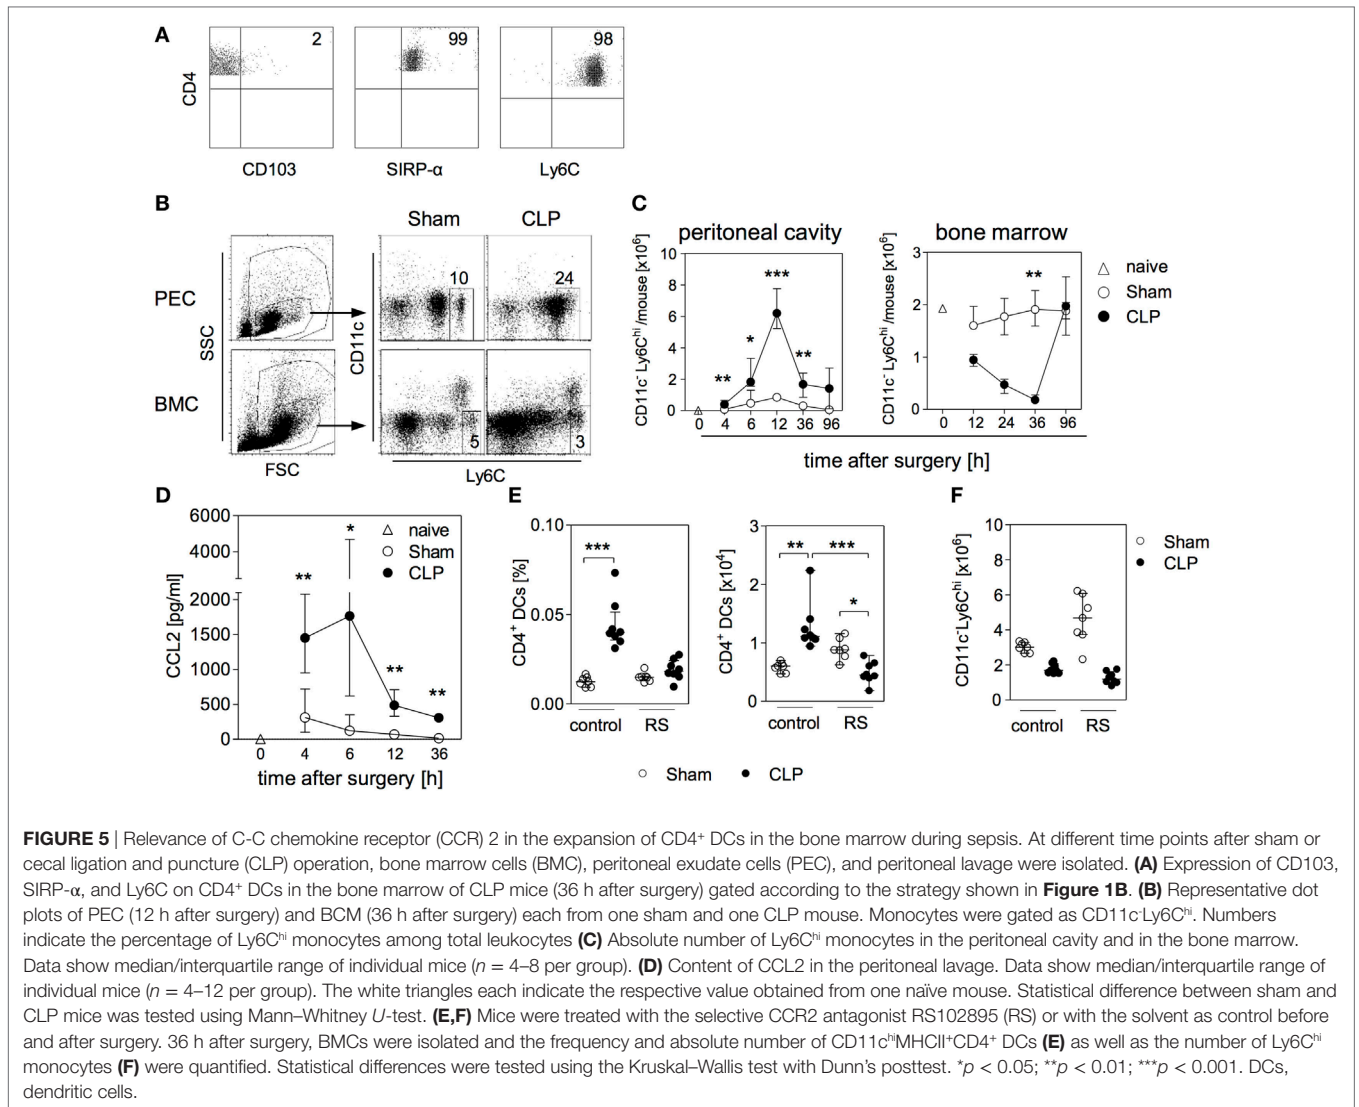 A
2
99
98
CD4
CD103
SIRP-α
Ly6C
B
Sham
CLP
PEC
BMC
SSC
FSC
CD11c
10
24
5
3
Ly6C
C
peritoneal cavity
bone marrow
CD11c⁻ Ly6Cʰⁱ /mouse [x10⁶]
10
8
6
4
2
0
**
*
***
**
0 4 6 12 36 96
CD11c⁻ Ly6Cʰⁱ/mouse [x10⁶]
3
2
1
0
**
0 12 24 36 96
time after surgery [h]
naive
Sham
CLP
D
CCL2 [pg/ml]
6000
4000
2000
1500
1000
500
0
**
*
**
**
naive
Sham
CLP
0 4 6 12 36
time after surgery [h]
E
CD4⁺ DCs [%]
0.10
0.05
0.00
***
control RS
CD4⁺ DCs [x10⁴]
3
2
1
0
** ***
*
control RS
Sham CLP
F
CD11c⁻Ly6Cʰⁱ [x10⁶]
10
8
6
4
2
0
control RS
Sham
CLP
FIGURE 5 | Relevance of C-C chemokine receptor (CCR) 2 in the expansion of CD4⁺ DCs in the bone marrow during sepsis. At different time points after sham or
cecal ligation and puncture (CLP) operation, bone marrow cells (BMC), peritoneal exudate cells (PEC), and peritoneal lavage were isolated. (A) Expression of CD103,
SIRP-α, and Ly6C on CD4⁺ DCs in the bone marrow of CLP mice (36 h after surgery) gated according to the strategy shown in Figure 1B. (B) Representative dot
plots of PEC (12 h after surgery) and BCM (36 h after surgery) each from one sham and one CLP mouse. Monocytes were gated as CD11c⁻Ly6Cʰⁱ. Numbers
indicate the percentage of Ly6Cʰⁱ monocytes among total leukocytes (C) Absolute number of Ly6Cʰⁱ monocytes in the peritoneal cavity and in the bone marrow.
Data show median/interquartile range of individual mice (n = 4–8 per group). (D) Content of CCL2 in the peritoneal lavage. Data show median/interquartile range of
individual mice (n = 4–12 per group). The white triangles each indicate the respective value obtained from one naïve mouse. Statistical difference between sham and
CLP mice was tested using Mann–Whitney U-test. (E,F) Mice were treated with the selective CCR2 antagonist RS102895 (RS) or with the solvent as control before
and after surgery. 36 h after surgery, BMCs were isolated and the frequency and absolute number of CD11cʰⁱMHCII⁺CD4⁺ DCs (E) as well as the number of Ly6Cʰⁱ
monocytes (F) were quantified. Statistical differences were tested using the Kruskal–Wallis test with Dunn's posttest. *p < 0.05; **p < 0.01; ***p < 0.001. DCs,
dendritic cells.